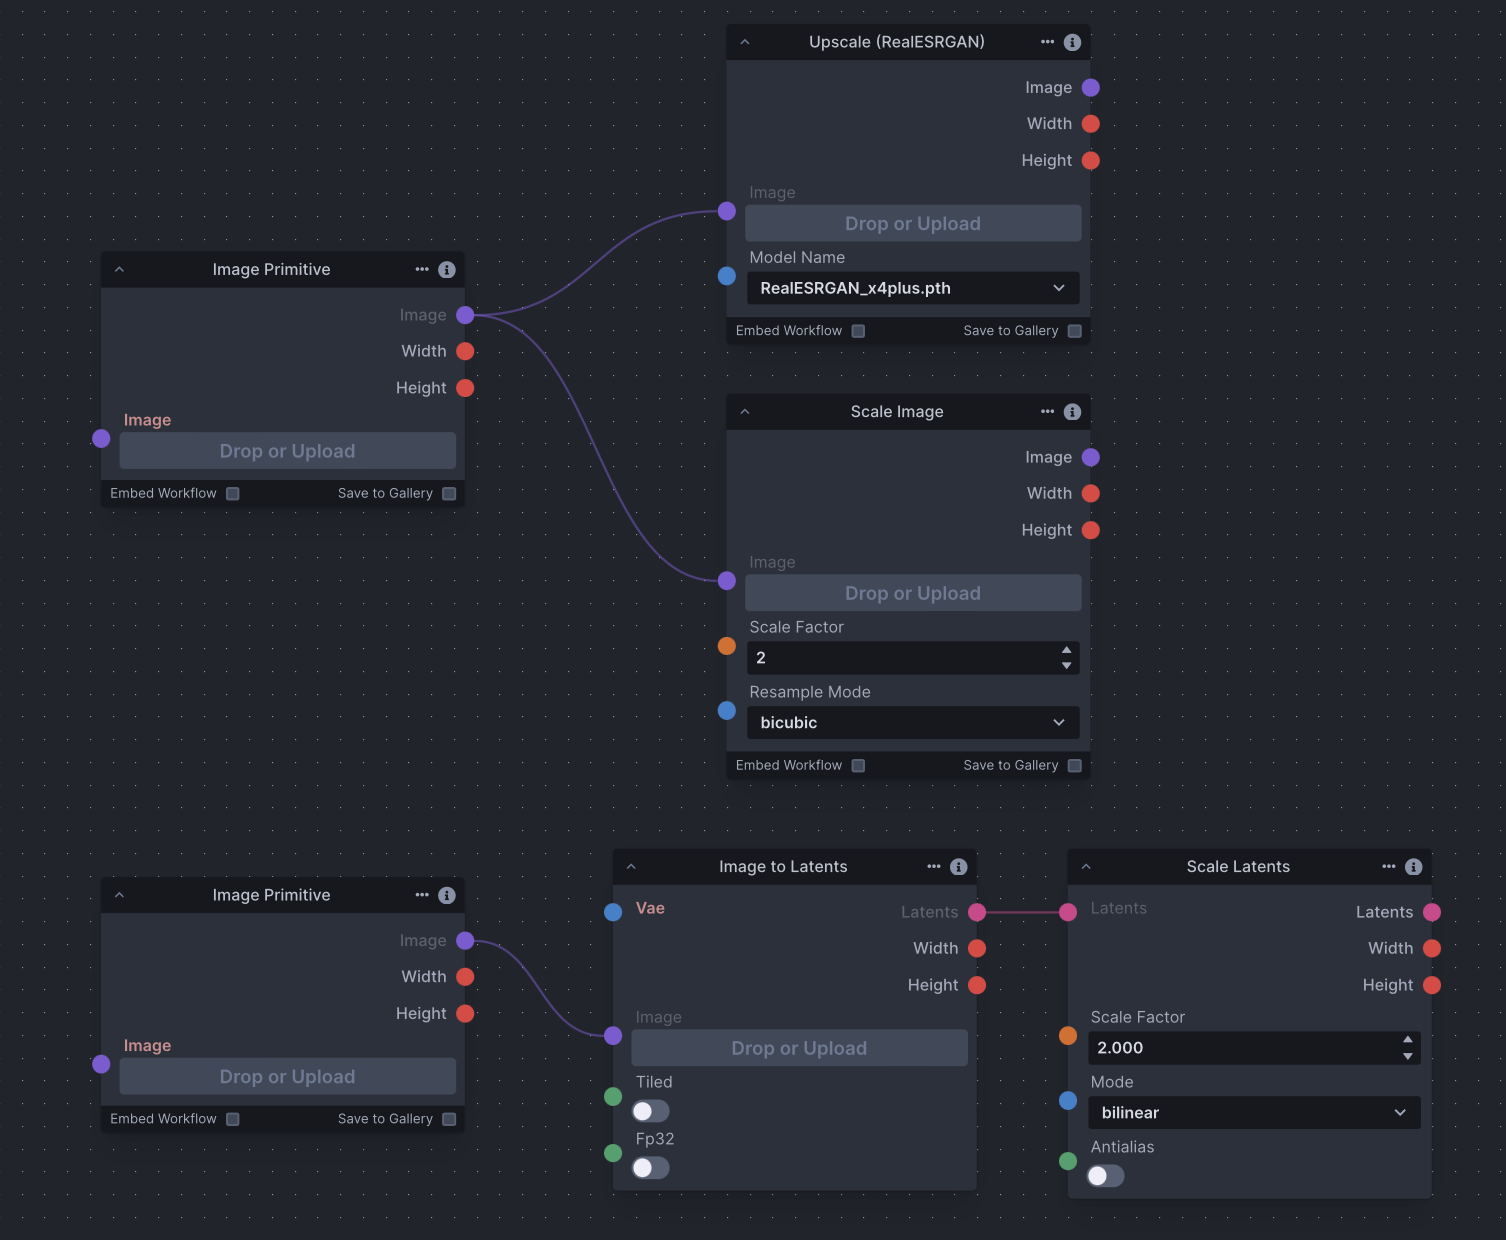 Upscale (RealESRGAN)
Image
Width
Height
Image
Drop or Upload
Model Name
RealESRGAN_x4plus.pth
Embed Workflow Save to Gallery
Image Primitive
Image
Width
Height
Image
Drop or Upload
Embed Workflow Save to Gallery
Scale Image
Image
Width
Height
Image
Drop or Upload
Scale Factor
2
Resample Mode
bicubic
Embed Workflow Save to Gallery
Image Primitive
Image
Width
Height
Image
Drop or Upload
Embed Workflow Save to Gallery
Image to Latents
Vae Latents
Width
Height
Image
Drop or Upload
Tiled
Fp32
Scale Latents
Latents Latents
Width
Height
Scale Factor
2.000
Mode
bilinear
Antialias